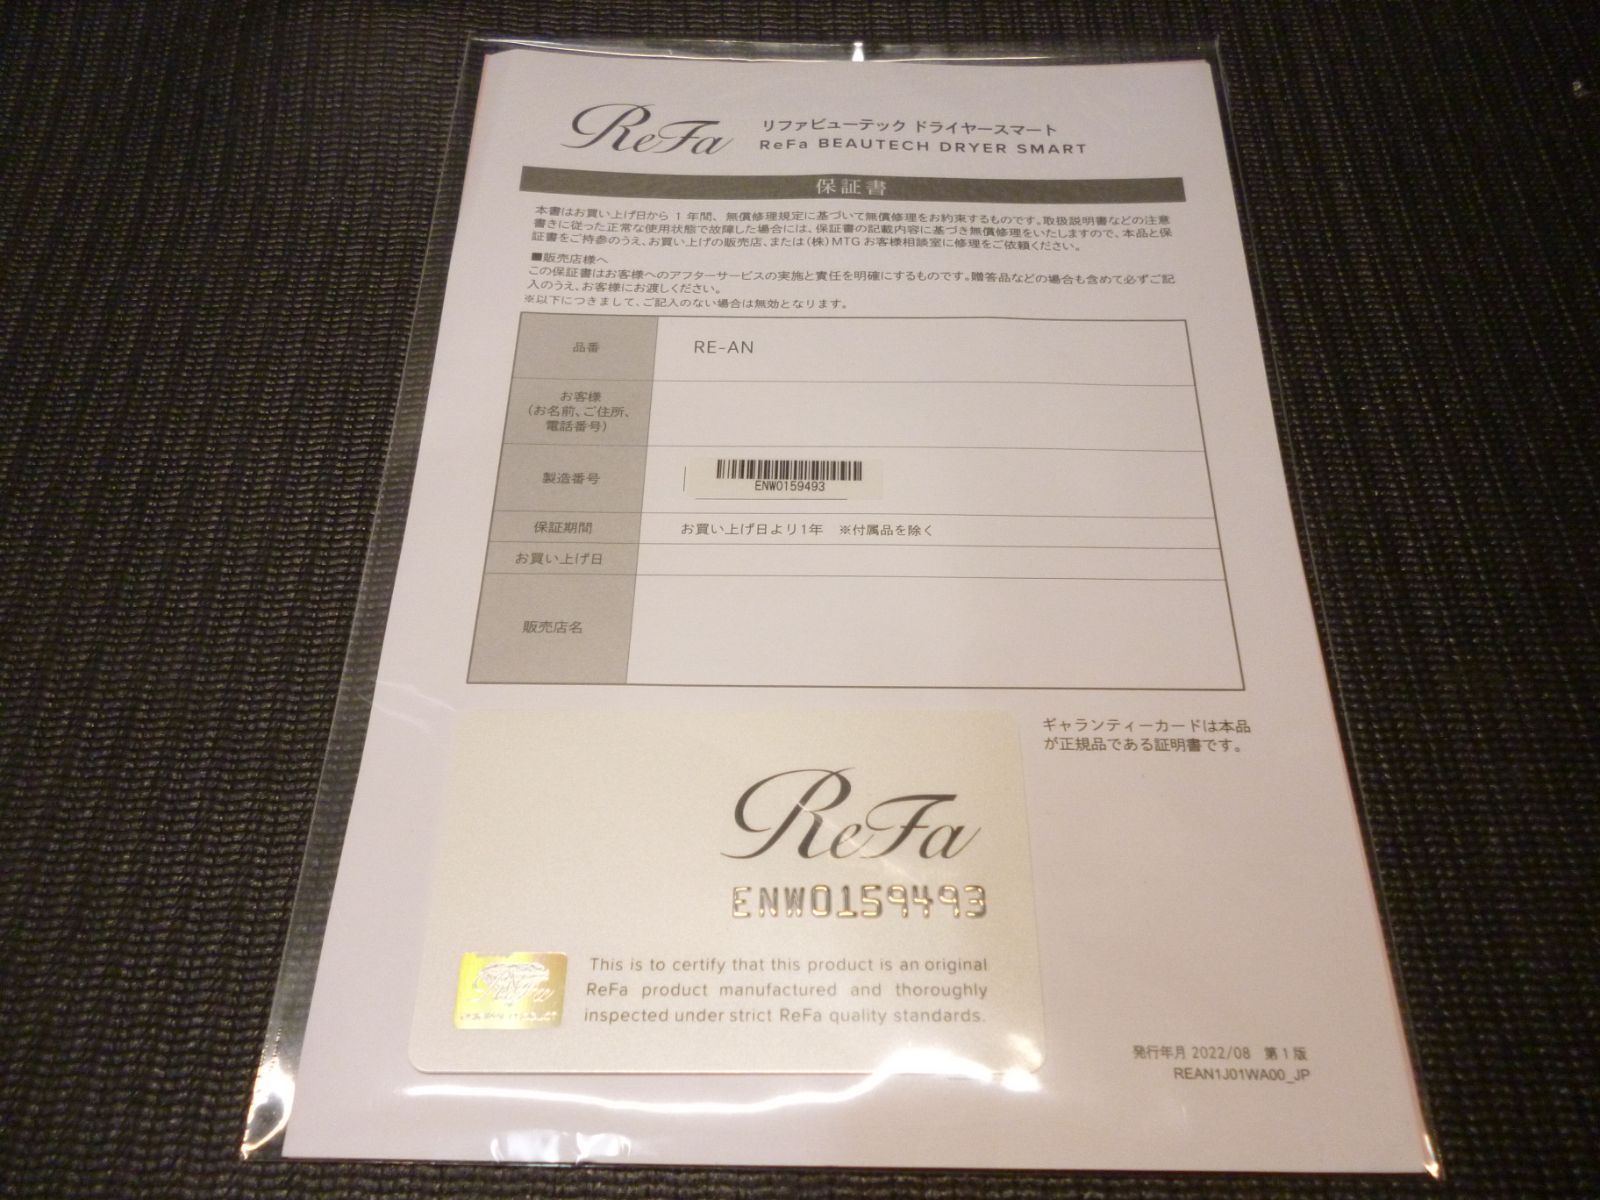 ReFa
リファビューテック ドライヤースマート
ReFa BEAUTECH DRYER SMART
保証書
本書はお買い上げ日から 1 年間、無償修理規定に基づいて無償修理をお約束するものです。取扱説明書などの注意
書きに従った正常な使用状態で故障した場合には、保証書の記載内容に基づき無償修理をいたしますので、本品と保
証書をご持参のうえ、お買い上げの販売店、または(株)MTG お客様相談室に修理をご依頼ください。
■販売店様へ
この保証書はお客様へのアフターサービスの実施と責任を明確にするものです。贈答品などの場合も含めて必ずご記
入のうえ、お客様にお渡しください。
※以下につきまして、ご記入のない場合は無効となります。
品番 RE-AN
お客様
(お名前、ご住所、
電話番号)
製造番号 ENW0159493
保証期間 お買い上げ日より1年 ※付属品を除く
お買い上げ日
販売店名
ギャランティーカードは本品
が正規品である証明書です。
ReFa
ENW0159493
This is to certify that this product is an original
ReFa product manufactured and thoroughly
inspected under strict ReFa quality standards.
発行年月 2022/08 第 1 版
REAN1J01WA00_JP